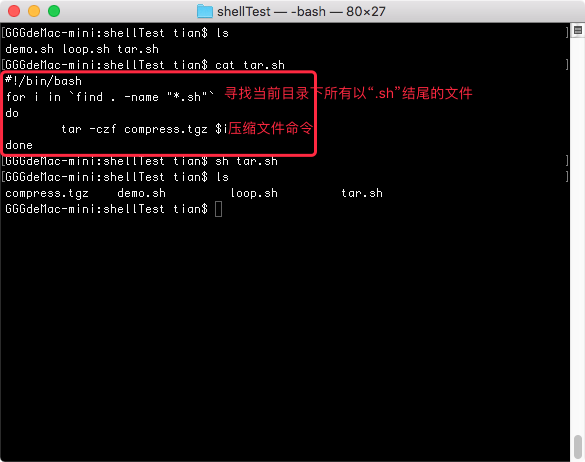 shellTest — -bash — 80×27
[GGGdeMac-mini:shellTest tian$ ls ]
demo.sh loop.sh tar.sh
[GGGdeMac-mini:shellTest tian$ cat tar.sh ]
#!/bin/bash
for i in `find . -name "*.sh"` 寻找当前目录下所有以“.sh”结尾的文件
do
tar -czf compress.tgz $i压缩文件命令
done
[GGGdeMac-mini:shellTest tian$ sh tar.sh ]
[GGGdeMac-mini:shellTest tian$ ls ]
compress.tgz demo.sh loop.sh tar.sh
GGGdeMac-mini:shellTest tian$